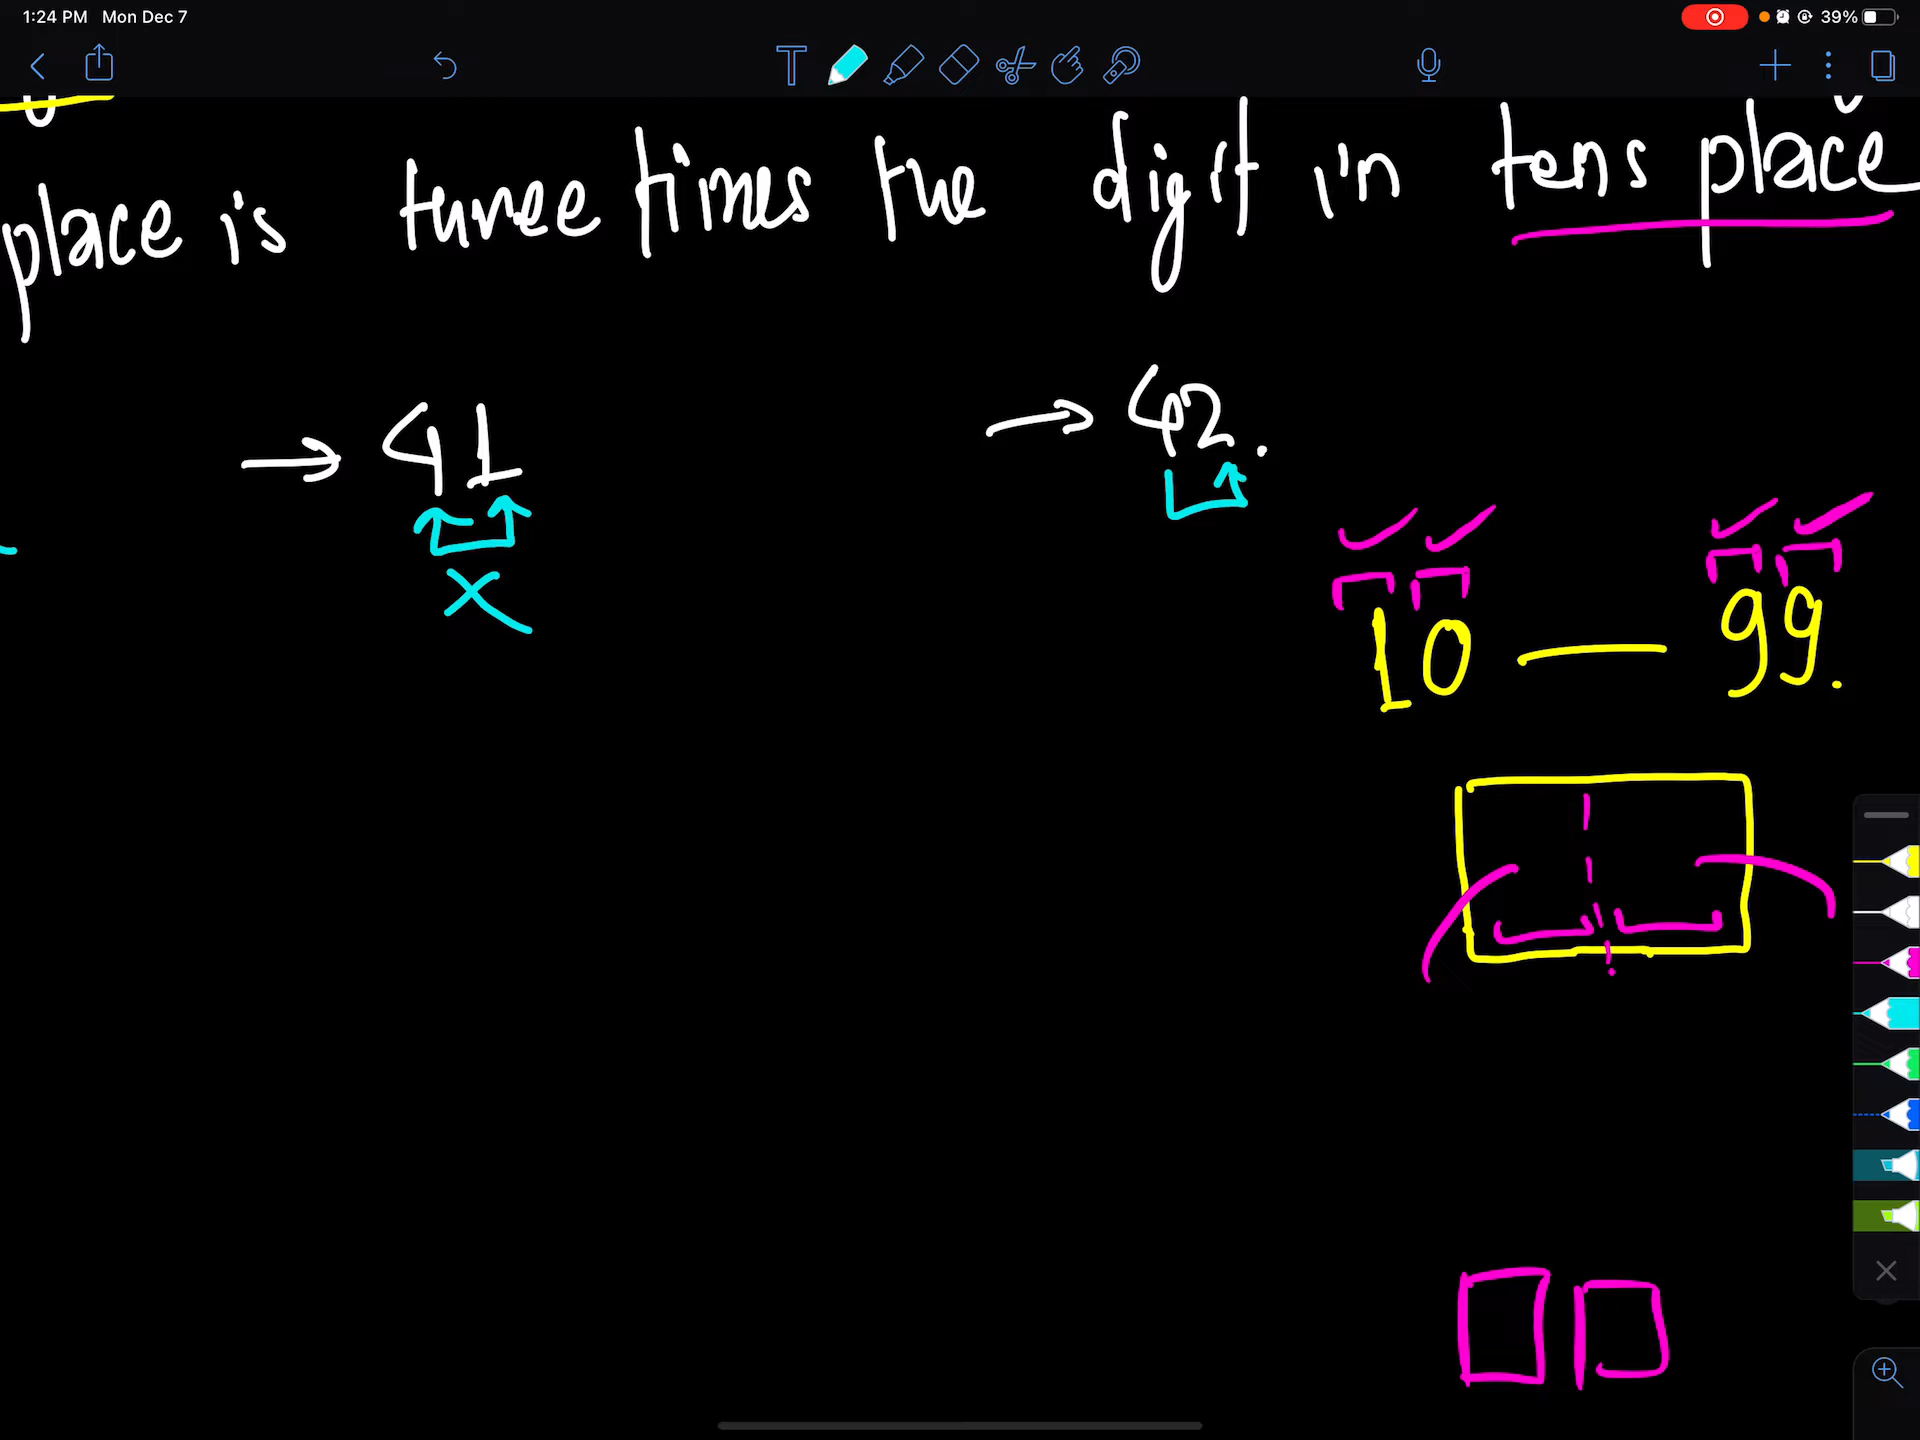 1:24 PM Mon Dec 7
39%
place is three times the digit in tens place
→ 41
→ 42.
x
10 — 99.